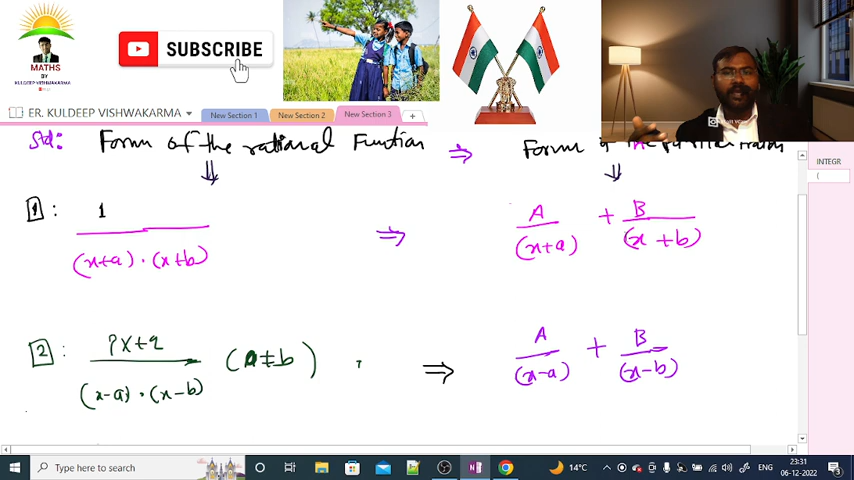 MATHS
BY
KULDEEP VISHWAKARMA
SUBSCRIBE
ER. KULDEEP VISHWAKARMA
New Section 1
New Section 2
New Section 3
+
Std: Form of the rational Function ⇒ Form of
⇓ ⇓
INTEGR
(
1 : 1 / (x+a) · (x+b) ⇒ A/(x+a) + B/(x+b)
2 : px+q / (x-a) · (x-b) (a≠b) ⇒ A/(x-a) + B/(x-b)
Type here to search
14°C
ENG
23:31
06-12-2022
3